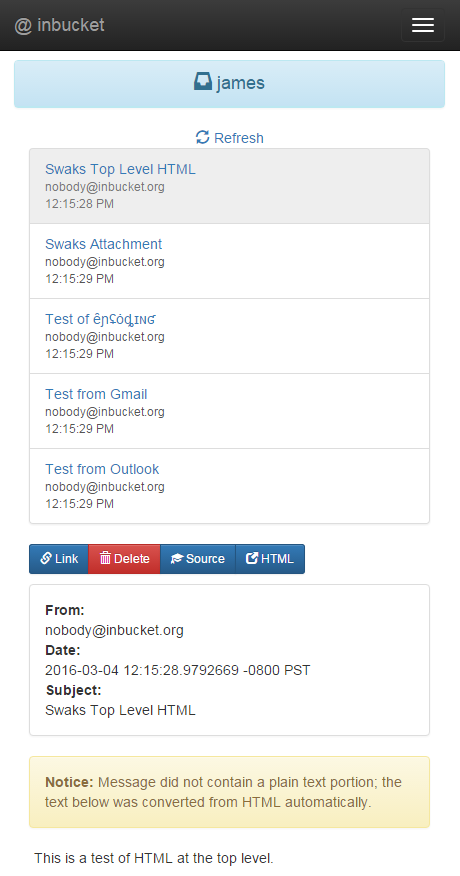 @ inbucket
james
Refresh
Swaks Top Level HTML
nobody@inbucket.org
12:15:28 PM
Swaks Attachment
nobody@inbucket.org
12:15:29 PM
Test of êɲʢóȡɪɴʛ
nobody@inbucket.org
12:15:29 PM
Test from Gmail
nobody@inbucket.org
12:15:29 PM
Test from Outlook
nobody@inbucket.org
12:15:29 PM
Link Delete Source HTML
From:
nobody@inbucket.org
Date:
2016-03-04 12:15:28.9792669 -0800 PST
Subject:
Swaks Top Level HTML
Notice: Message did not contain a plain text portion; the
text below was converted from HTML automatically.
This is a test of HTML at the top level.